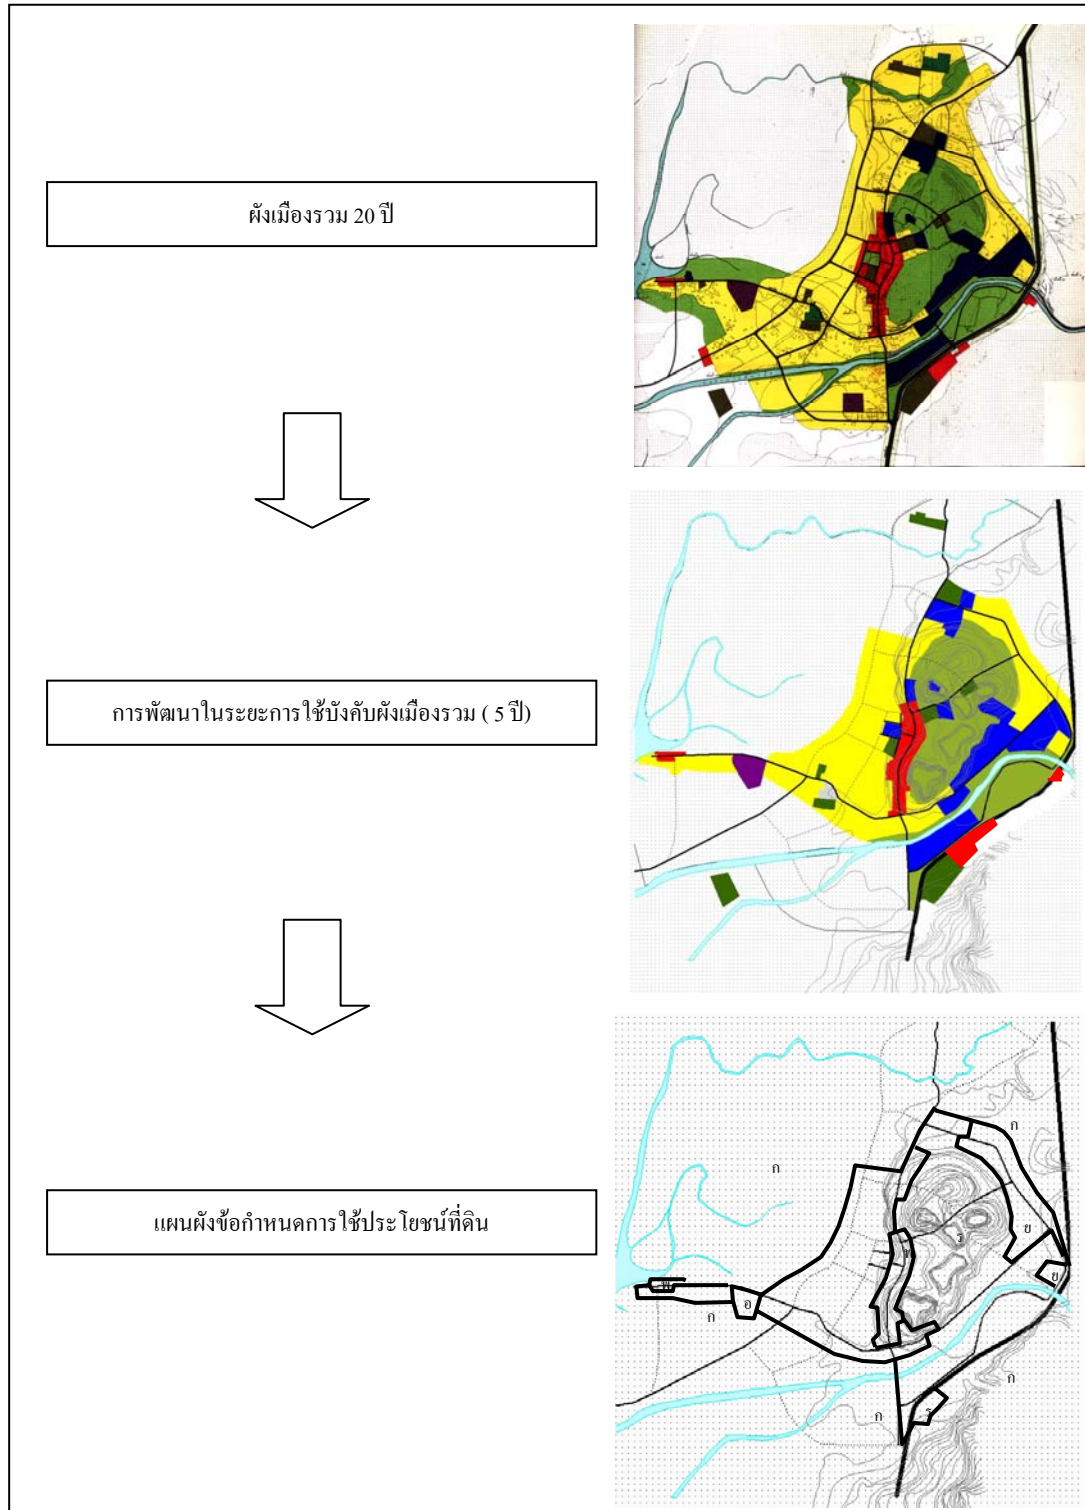 ผังเมืองรวม 20 ปี
การพัฒนาในระยะการใช้บังคับผังเมืองรวม ( 5 ปี)
แผนผังข้อกำหนดการใช้ประโยชน์ที่ดิน
ก
ก
ย
ร
พ
ย
พ
อ
ก
ก
ก
ร